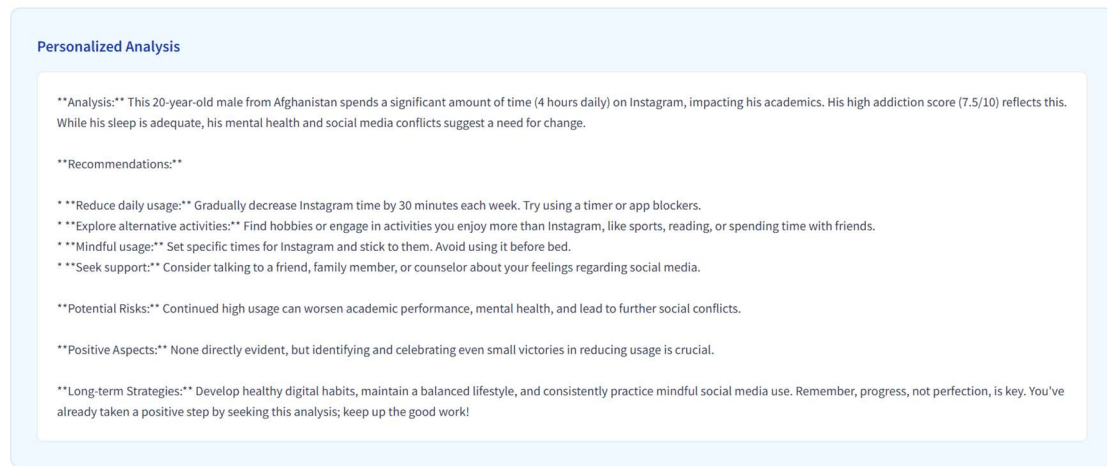 Personalized Analysis
**Analysis:** This 20-year-old male from Afghanistan spends a significant amount of time (4 hours daily) on Instagram, impacting his academics. His high addiction score (7.5/10) reflects this.
While his sleep is adequate, his mental health and social media conflicts suggest a need for change.
**Recommendations:**
* **Reduce daily usage:** Gradually decrease Instagram time by 30 minutes each week. Try using a timer or app blockers.
* **Explore alternative activities:** Find hobbies or engage in activities you enjoy more than Instagram, like sports, reading, or spending time with friends.
* **Mindful usage:** Set specific times for Instagram and stick to them. Avoid using it before bed.
* **Seek support:** Consider talking to a friend, family member, or counselor about your feelings regarding social media.
**Potential Risks:** Continued high usage can worsen academic performance, mental health, and lead to further social conflicts.
**Positive Aspects:** None directly evident, but identifying and celebrating even small victories in reducing usage is crucial.
**Long-term Strategies:** Develop healthy digital habits, maintain a balanced lifestyle, and consistently practice mindful social media use. Remember, progress, not perfection, is key. You've
already taken a positive step by seeking this analysis; keep up the good work!